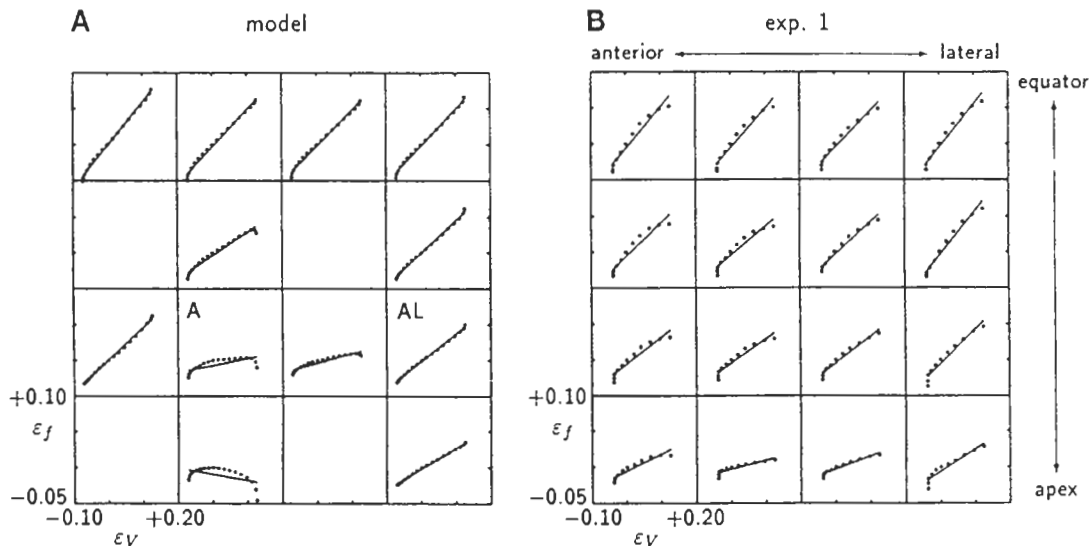 A model
B exp. 1
anterior lateral
equator
A AL
+0.10
+0.10
εf
εf
−0.05
−0.05
apex
−0.10 +0.20
−0.10 +0.20
εV
εV